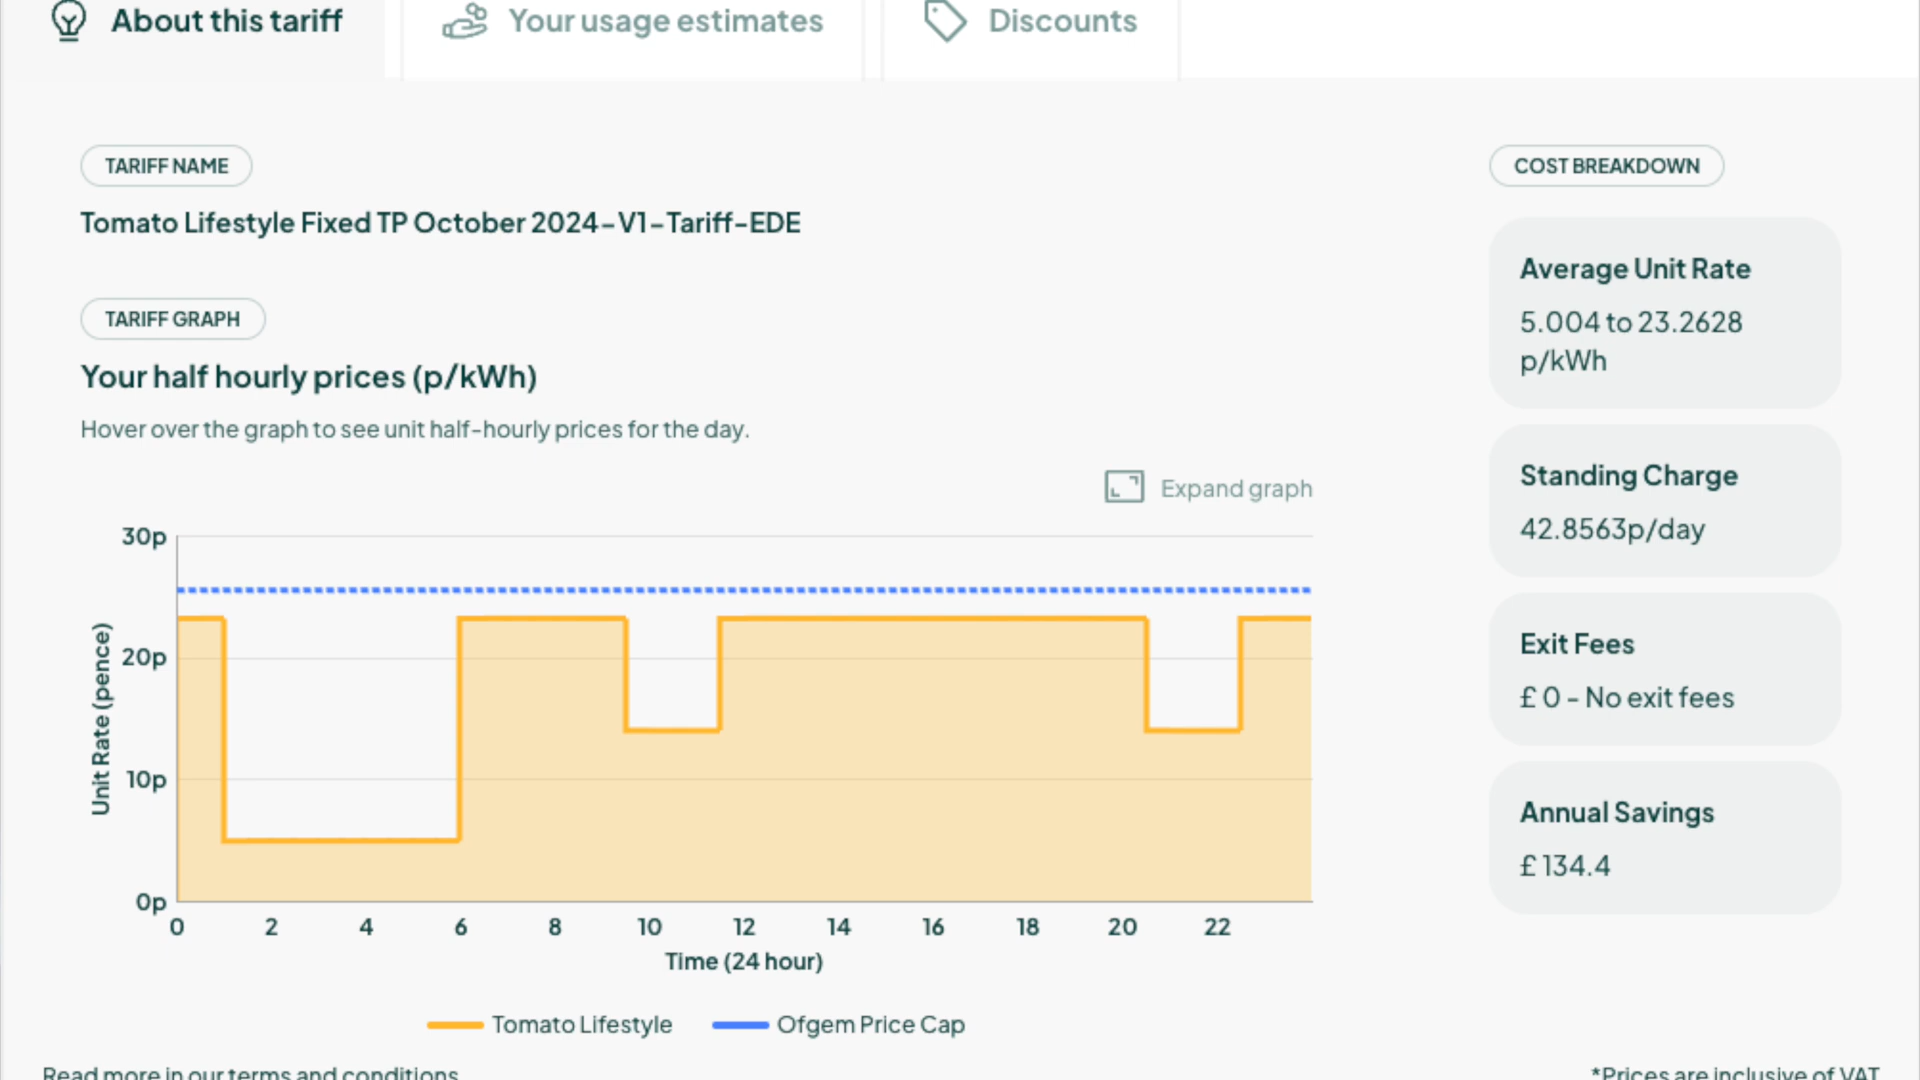 About this tariff
Your usage estimates
Discounts
TARIFF NAME
Tomato Lifestyle Fixed TP October 2024-V1-Tariff-EDE
TARIFF GRAPH
Your half hourly prices (p/kWh)
Hover over the graph to see unit half-hourly prices for the day.
Expand graph
30p
20p
10p
0p
Unit Rate (pence)
0 2 4 6 8 10 12 14 16 18 20 22
Time (24 hour)
Tomato Lifestyle
Ofgem Price Cap
COST BREAKDOWN
Average Unit Rate
5.004 to 23.2628
p/kWh
Standing Charge
42.8563p/day
Exit Fees
£ 0 - No exit fees
Annual Savings
£ 134.4
Read more in our terms and conditions
*Prices are inclusive of VAT